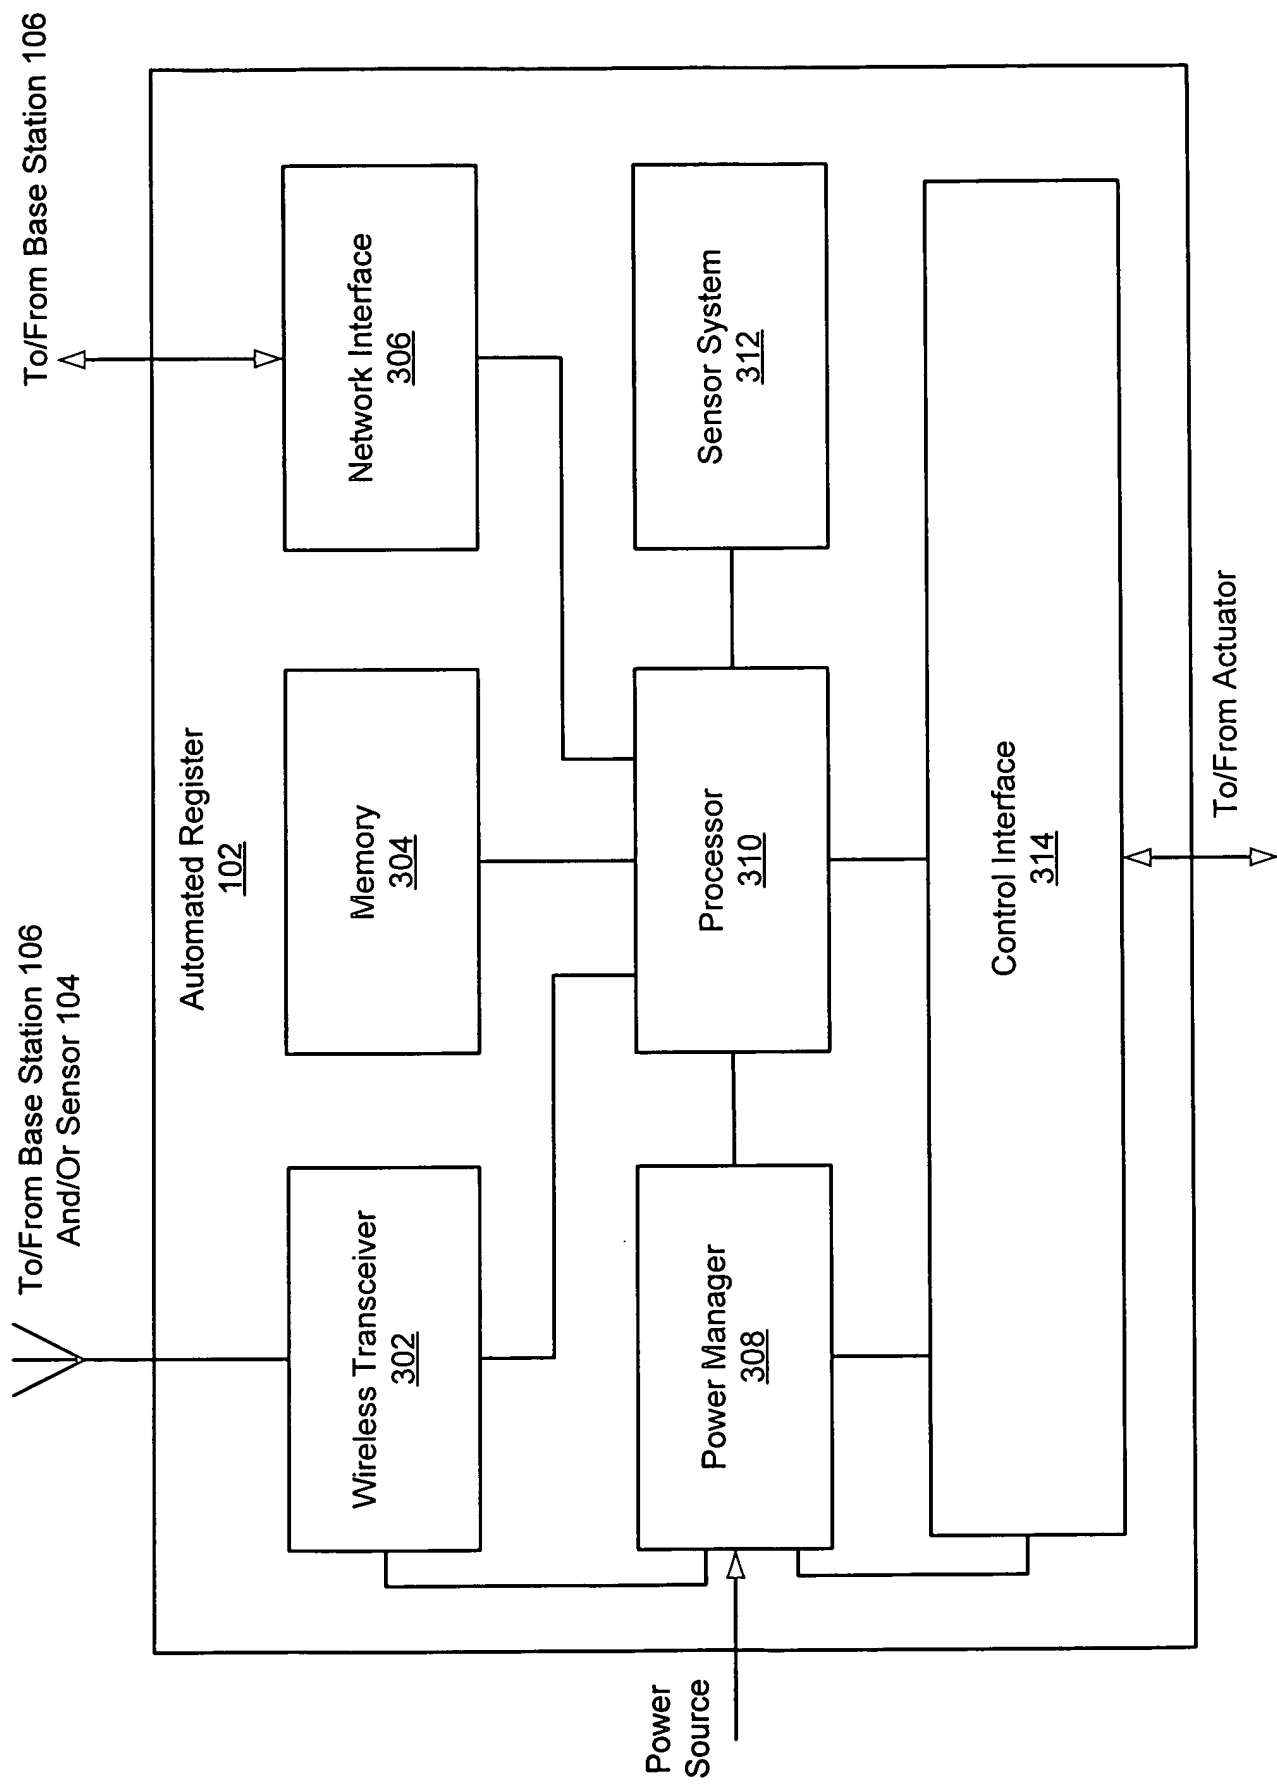 To/From Base Station 106
And/Or Sensor 104
To/From Base Station 106
Automated Register
102
Wireless Transceiver
302
Memory
304
Network Interface
306
Power
Source
Power Manager
308
Processor
310
Sensor System
312
Control Interface
314
To/From Actuator